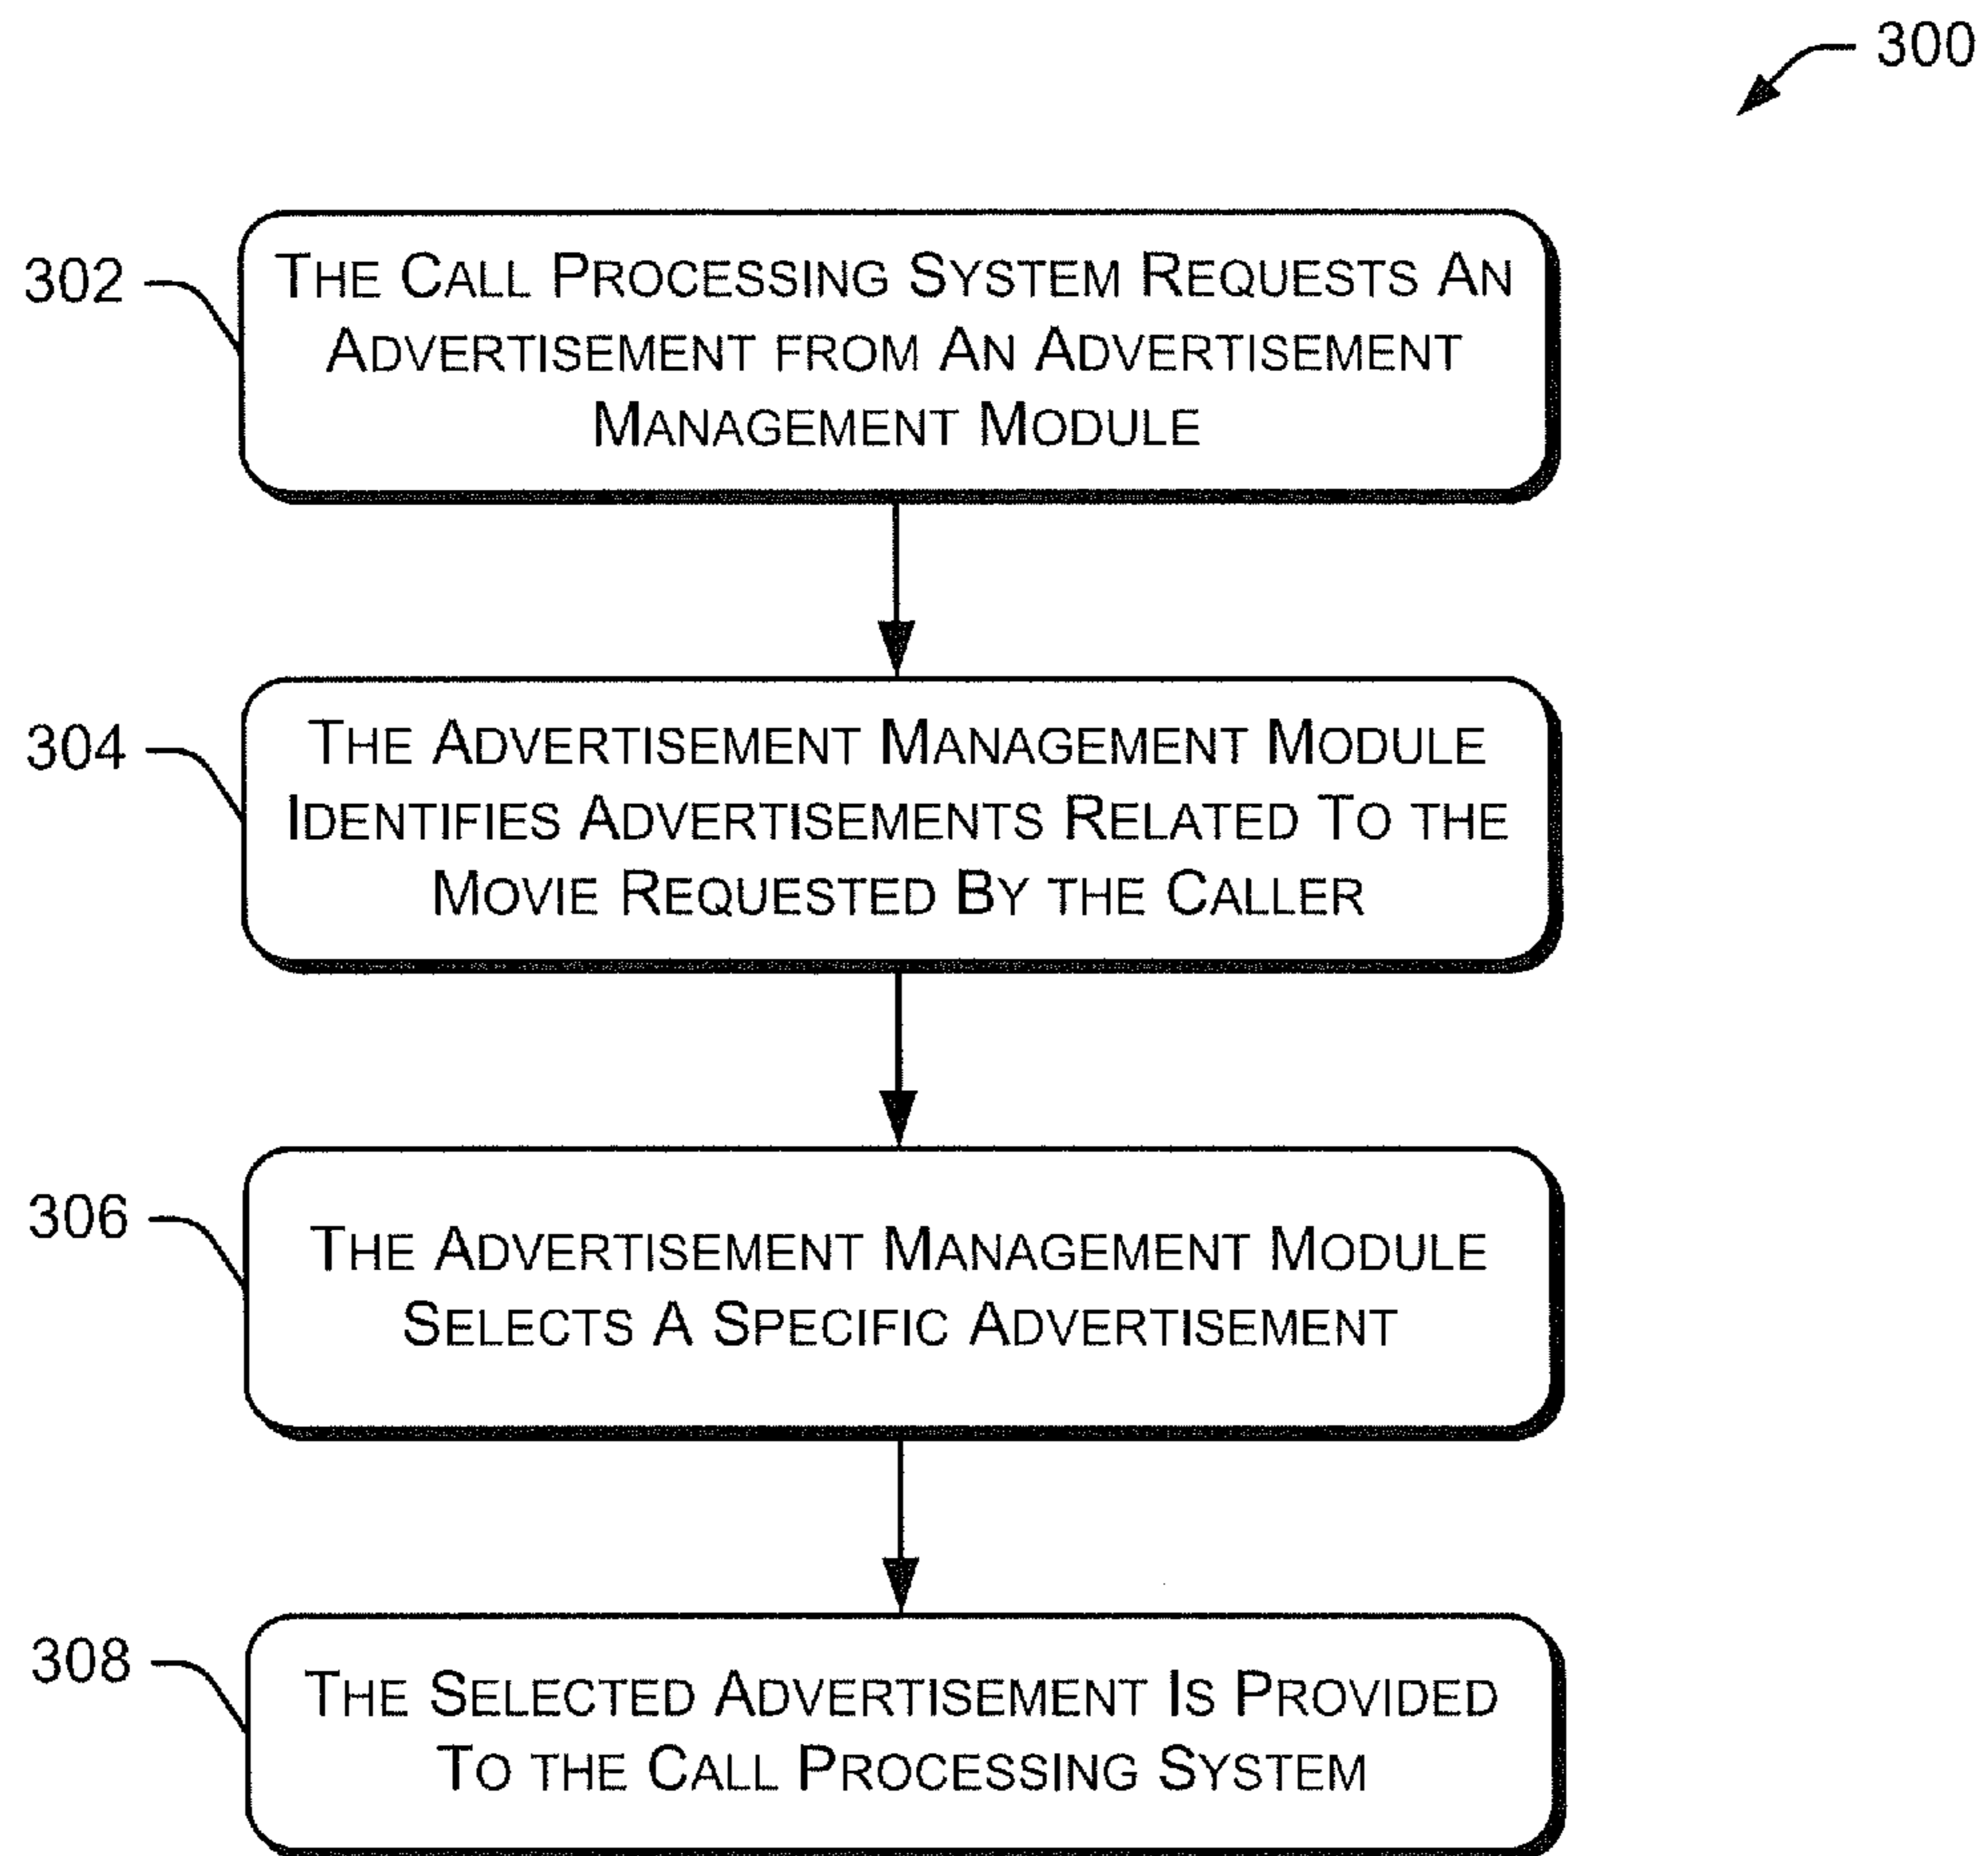 300
302
THE CALL PROCESSING SYSTEM REQUESTS AN
ADVERTISEMENT FROM AN ADVERTISEMENT
MANAGEMENT MODULE
304
THE ADVERTISEMENT MANAGEMENT MODULE
IDENTIFIES ADVERTISEMENTS RELATED TO THE
MOVIE REQUESTED BY THE CALLER
306
THE ADVERTISEMENT MANAGEMENT MODULE
SELECTS A SPECIFIC ADVERTISEMENT
308
THE SELECTED ADVERTISEMENT IS PROVIDED
TO THE CALL PROCESSING SYSTEM